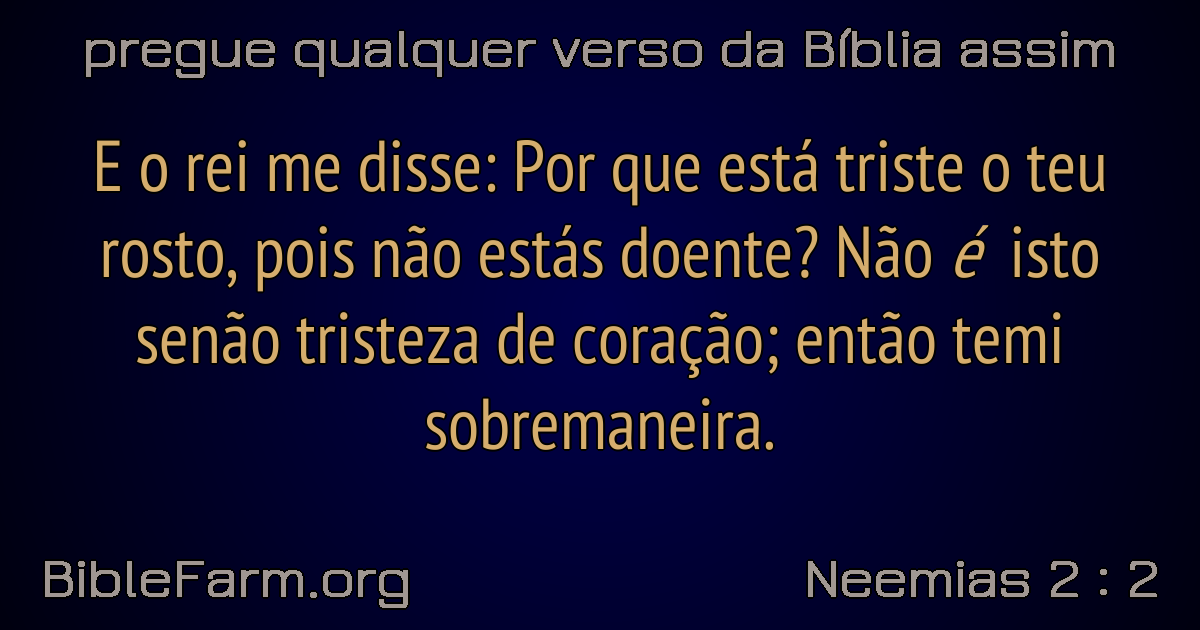 pregue qualquer verso da Bíblia assim
E o rei me disse: Por que está triste o teu
rosto, pois não estás doente? Não é isto
senão tristeza de coração; então temi
sobremaneira.
BibleFarm.org
Neemias 2 : 2